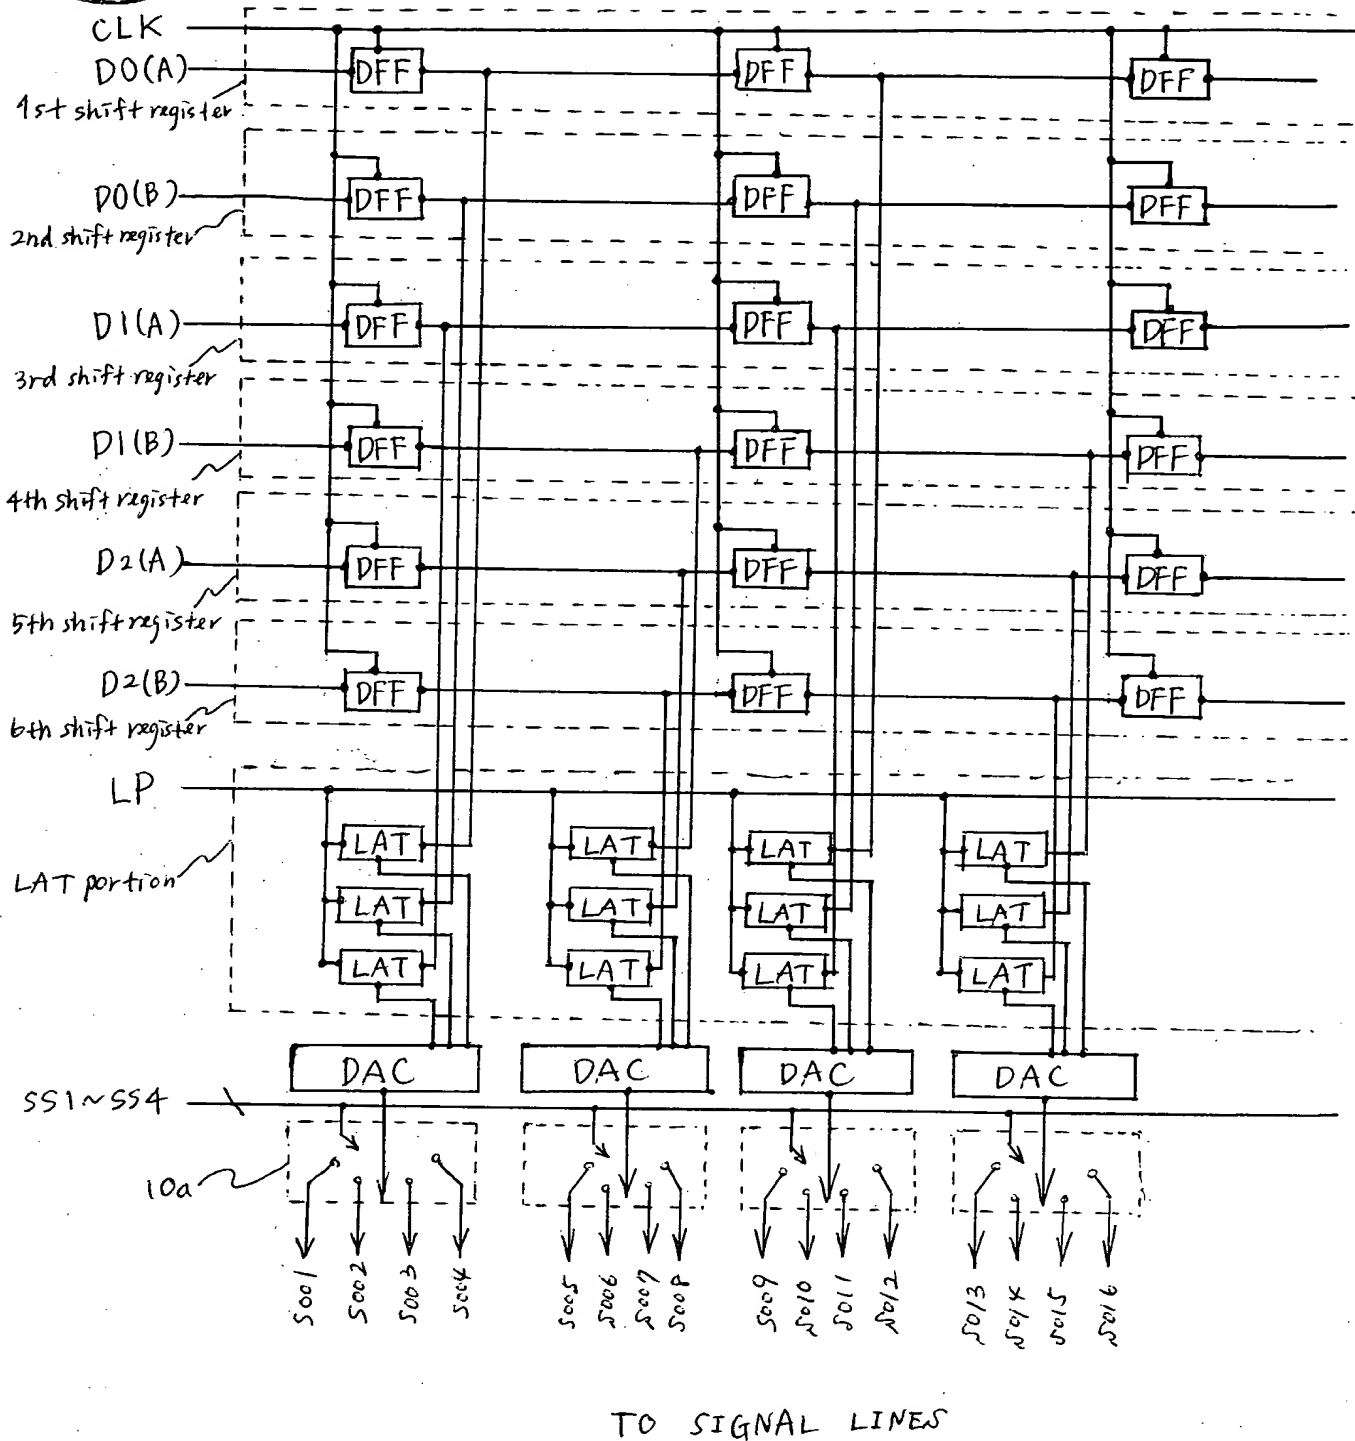 CLK
D0(A) DFF DFF DFF
1st shift register
D0(B) DFF DFF DFF
2nd shift register
D1(A) DFF DFF DFF
3rd shift register
D1(B) DFF DFF DFF
4th shift register
D2(A) DFF DFF DFF
5th shift register
D2(B) DFF DFF DFF
6th shift register
LP
LAT LAT LAT LAT
LAT portion
LAT LAT LAT LAT
LAT LAT LAT LAT
DAC DAC DAC DAC
SS1~SS4
10a
S001 S002 S003 S004 S005 S006 S007 S008 S009 S010 S011 S012 S013 S014 S015 S016
TO SIGNAL LINES